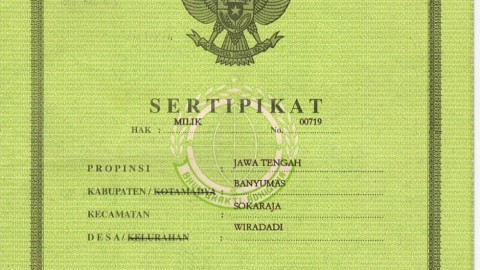 SERTIPIKAT
HAK : MILIK No. 00719
PROPINSI : JAWA TENGAH
KABUPATEN / KOTAMADYA : BANYUMAS
KECAMATAN : SOKARAJA
DESA / KELURAHAN : WIRADADI